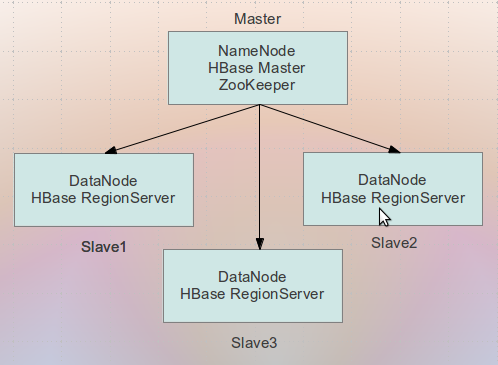 Master
NameNode
HBase Master
ZooKeeper
DataNode
HBase RegionServer
Slave1
DataNode
HBase RegionServer
Slave2
DataNode
HBase RegionServer
Slave3